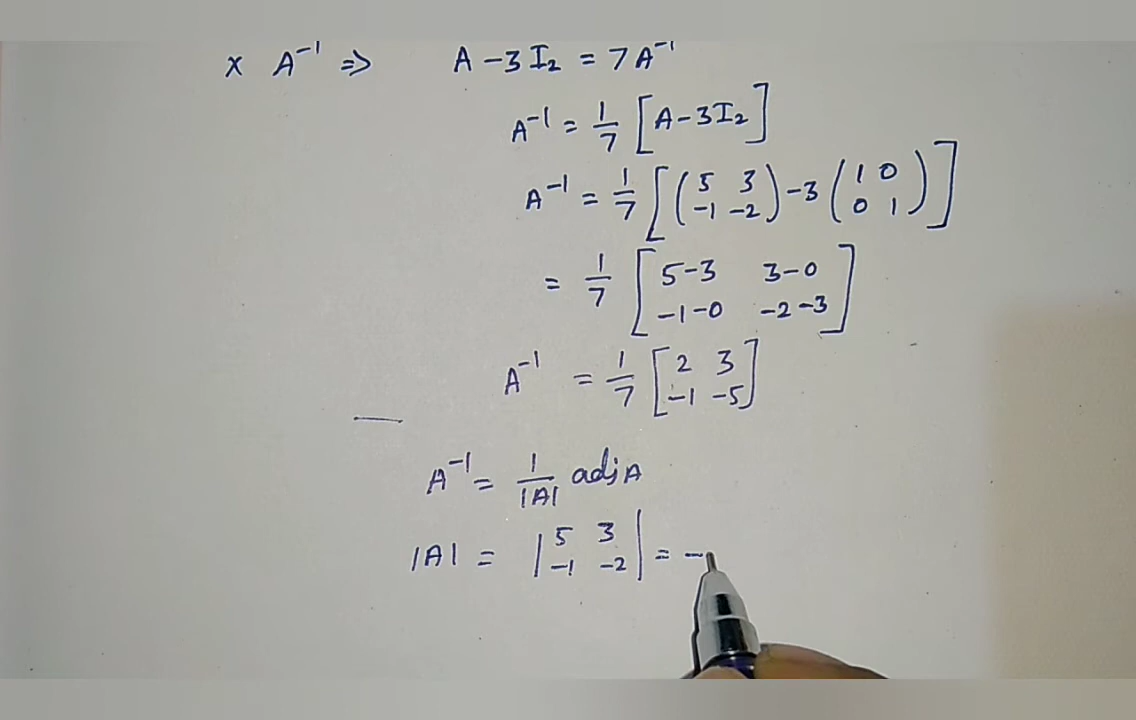 x A⁻¹ ⇒ A - 3I₂ = 7A⁻¹
A⁻¹ = 1/7 [A - 3I₂]
A⁻¹ = 1/7 [(5 3 -1 -2) - 3 (1 0 0 1)]
= 1/7 [5-3 3-0 -1-0 -2-3]
A⁻¹ = 1/7 [2 3 -1 -5]
A⁻¹ = 1/|A| adj A
|A| = |5 3 -1 -2| = -